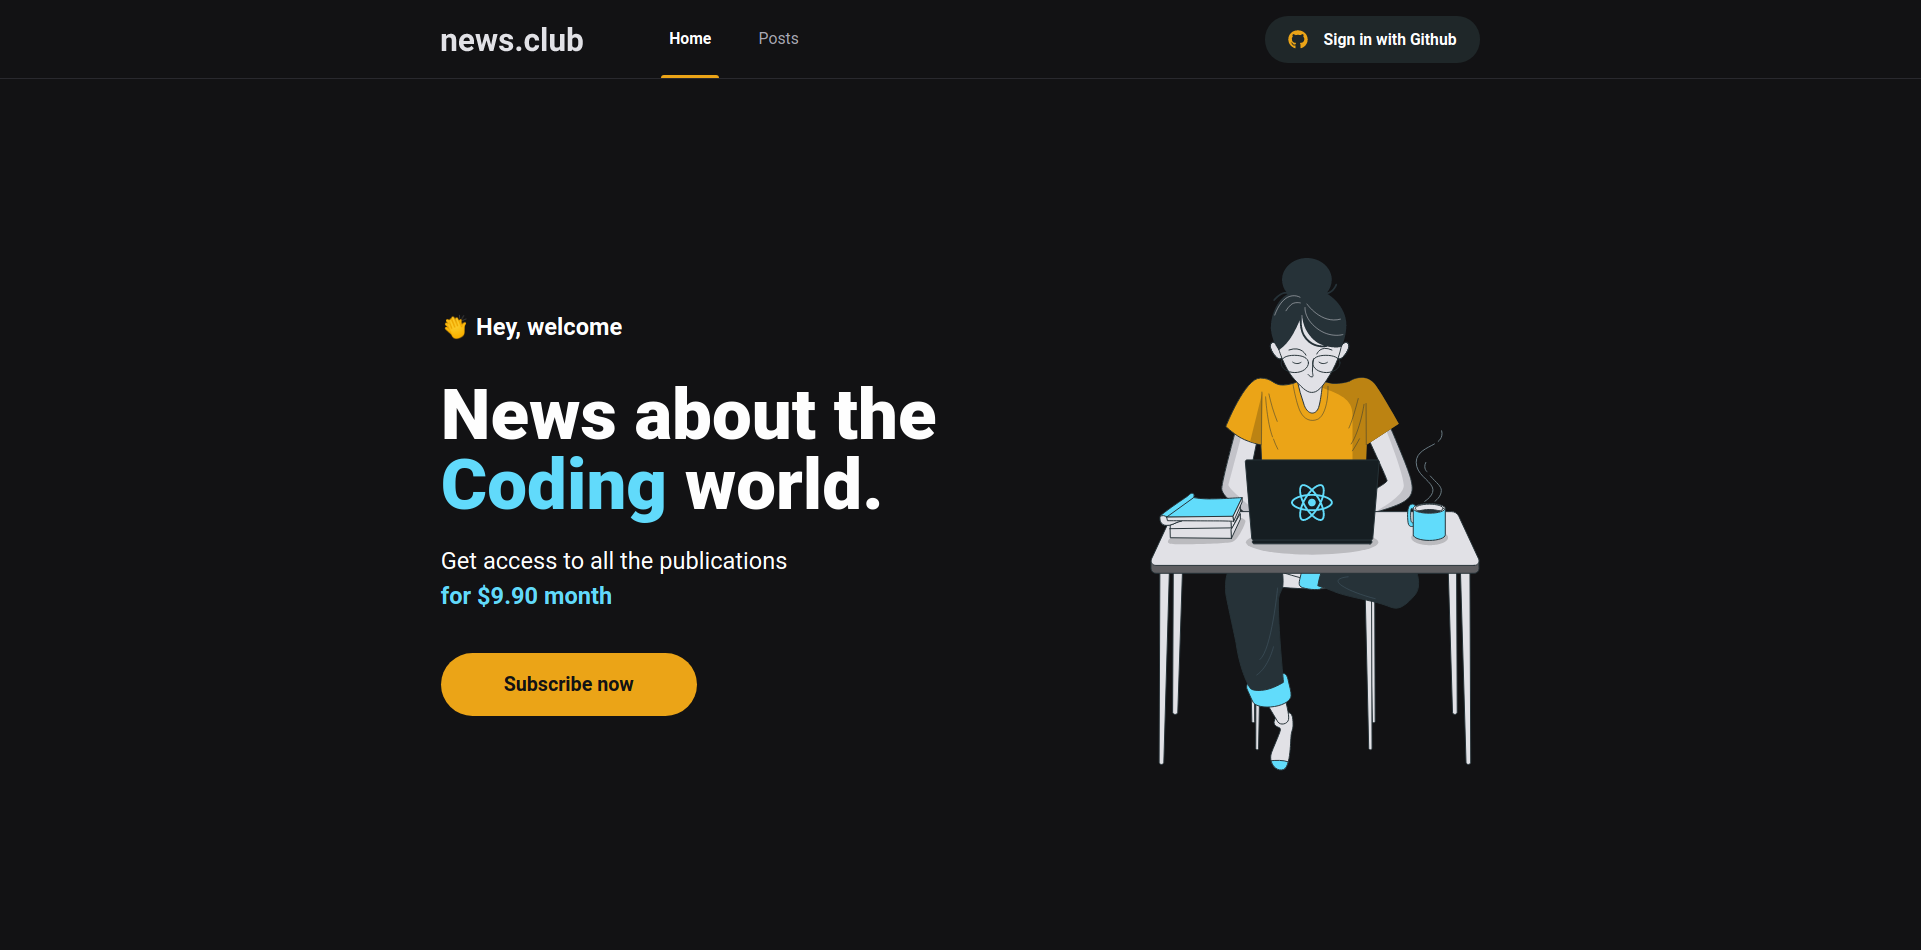 news.club
Home
Posts
Sign in with Github
👋 Hey, welcome
News about the
Coding world.
Get access to all the publications
for $9.90 month
Subscribe now